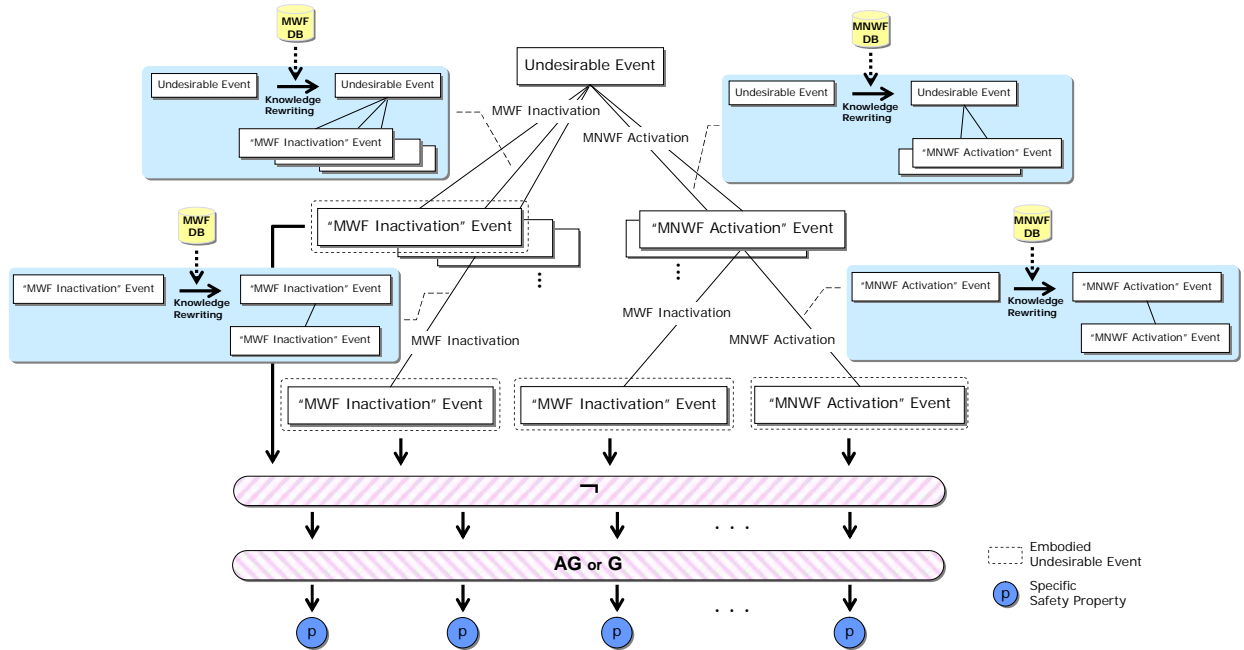 MWF
DB
Undesirable Event
Knowledge
Rewriting
Undesirable Event
"MWF Inactivation" Event
Undesirable Event
MWF Inactivation
MNWF Activation
MNWF
DB
Undesirable Event
Knowledge
Rewriting
Undesirable Event
"MNWF Activation" Event
MWF
DB
"MWF Inactivation" Event
"MNWF Activation" Event
MNWF
DB
"MWF Inactivation" Event
Knowledge
Rewriting
"MWF Inactivation" Event
"MWF Inactivation" Event
MWF Inactivation
MWF Inactivation
MNWF Activation
"MNWF Activation" Event
Knowledge
Rewriting
"MNWF Activation" Event
"MNWF Activation" Event
"MWF Inactivation" Event
"MWF Inactivation" Event
"MNWF Activation" Event
¬
. . .
AG or G
. . .
p
p
p
p
Embodied
Undesirable Event
p
Specific
Safety Property